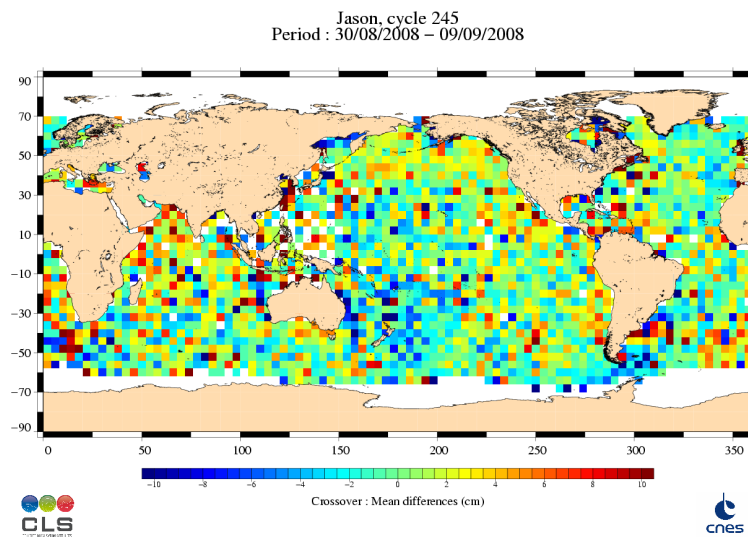 Jason, cycle 245
Period : 30/08/2008 – 09/09/2008
90
70
50
30
10
−10
−30
−50
−70
−90
0 50 100 150 200 250 300 350
−10 −8 −6 −4 −2 0 2 4 6 8 10
Crossover : Mean differences (cm)
CLS
cnes